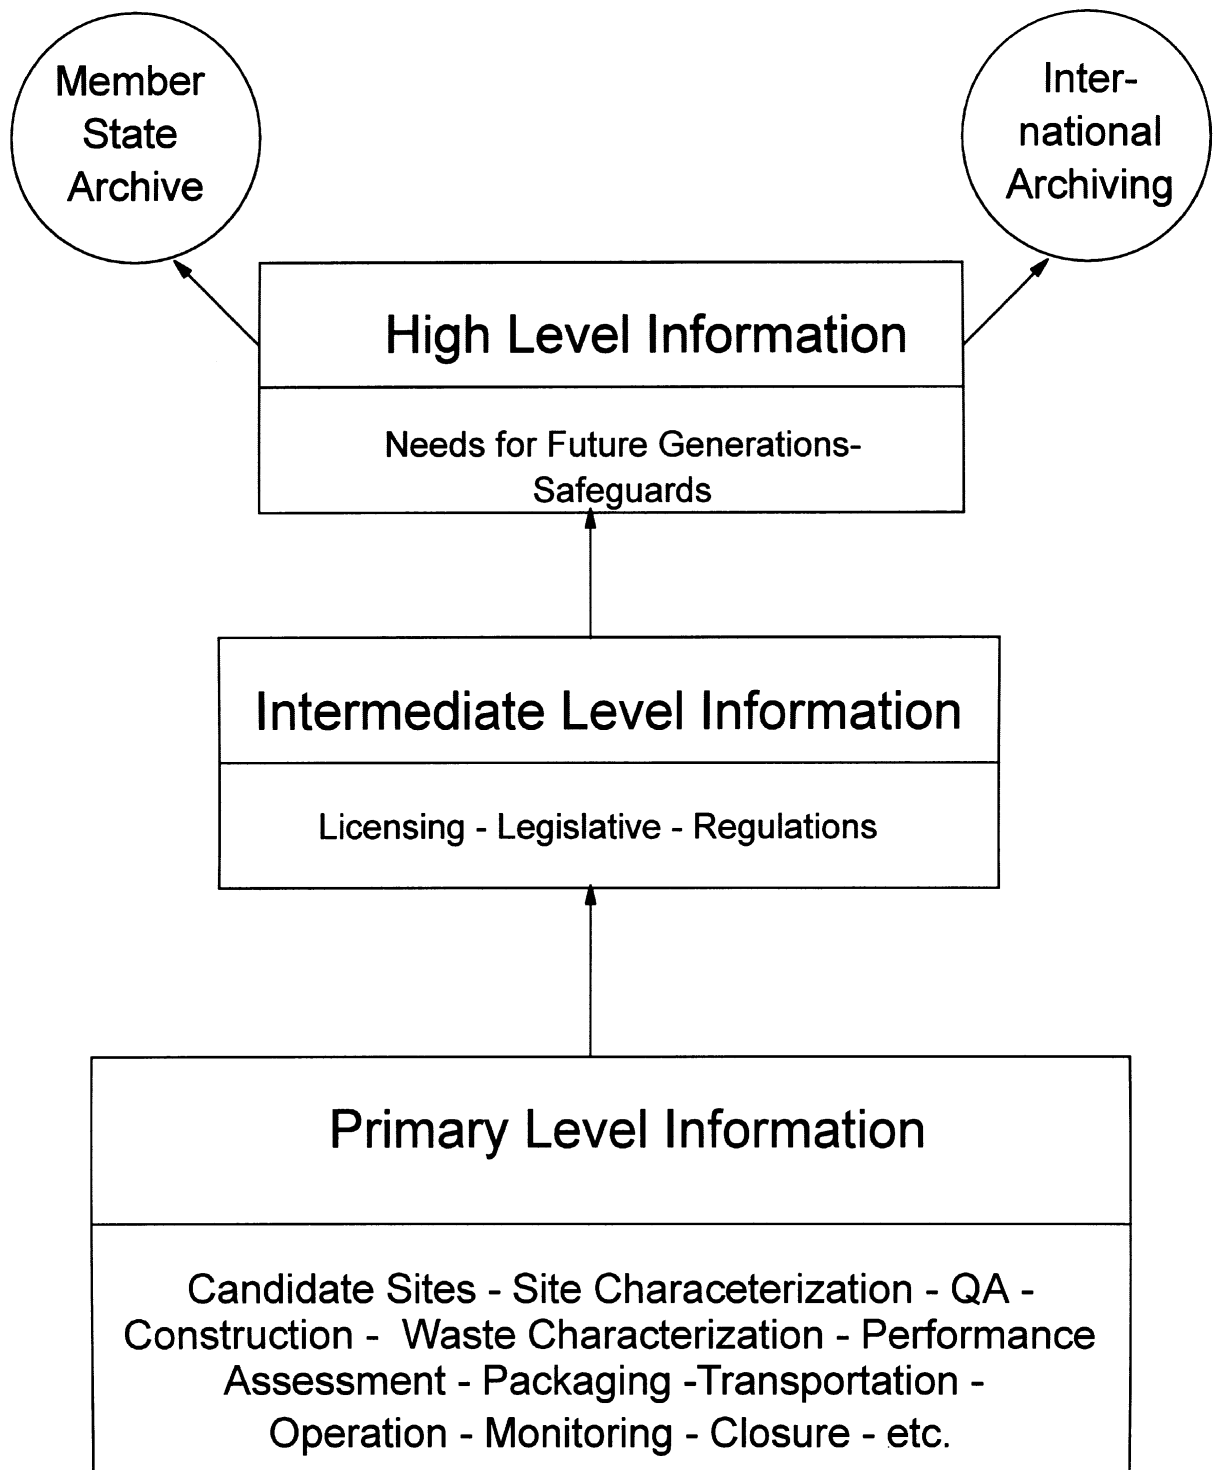 Member
State
Archive
Inter-
national
Archiving
High Level Information
Needs for Future Generations-
Safeguards
Intermediate Level Information
Licensing - Legislative - Regulations
Primary Level Information
Candidate Sites - Site Characeterization - QA -
Construction - Waste Characterization - Performance
Assessment - Packaging -Transportation -
Operation - Monitoring - Closure - etc.